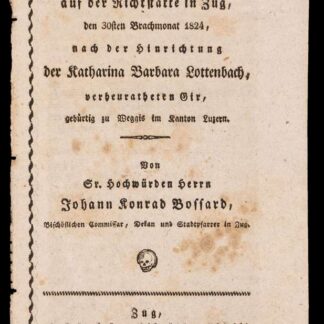 auf der Richtstätte in Zug,
den 30sten Brachmonat 1824,
nach der Hinrichtung
der Katharina Barbara Lottenbach,
verheuratheten Gir,
gebürtig zu Weggis im Kanton Luzern.
Von
Sr. Hochwürden Herrn
Johann Konrad Bossard,
Bischöflichen Commissar, Dekan und Stadtpfarrer in Zug.
Zug,